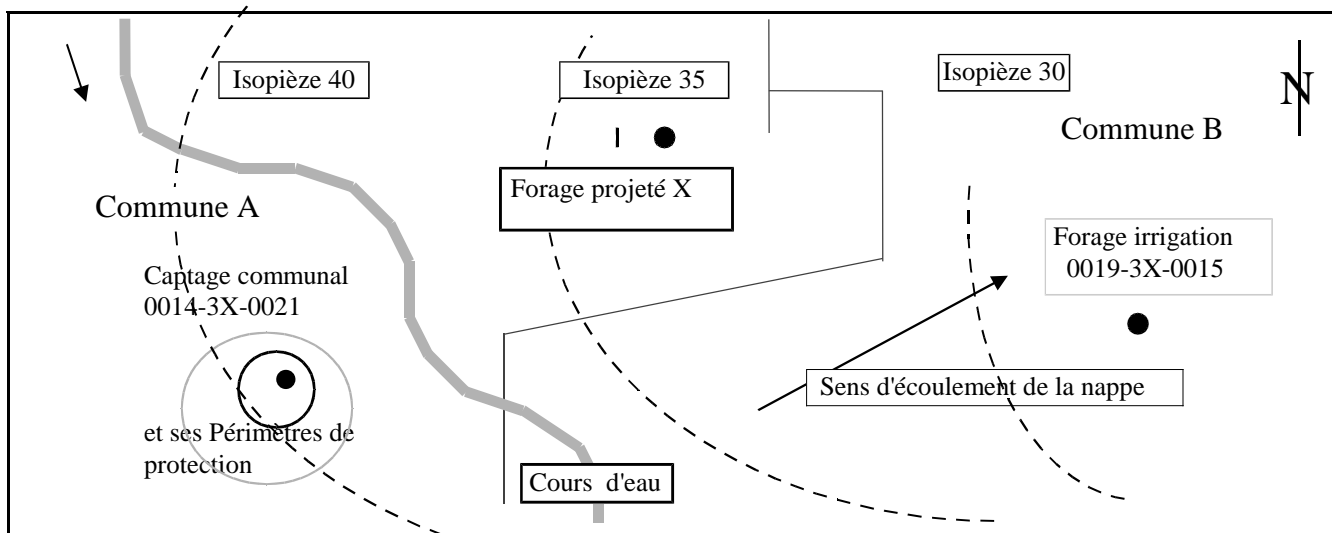 Isopièze 40
Isopièze 35
Isopièze 30
N
Commune B
Forage projeté X
Commune A
Forage irrigation
0019-3X-0015
Captage communal
0014-3X-0021
Sens d'écoulement de la nappe
et ses Périmètres de
protection
Cours d'eau